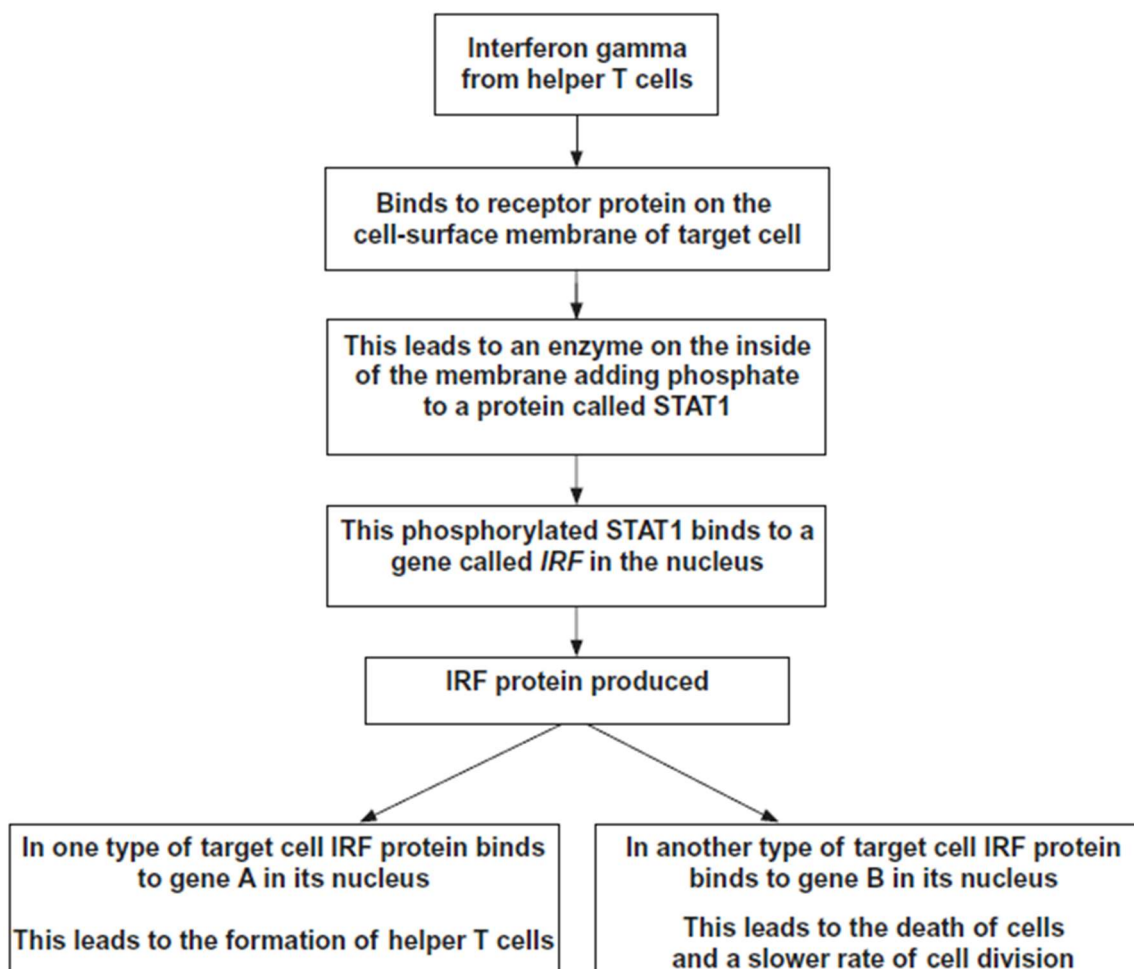 Interferon gamma
from helper T cells
Binds to receptor protein on the
cell-surface membrane of target cell
This leads to an enzyme on the inside
of the membrane adding phosphate
to a protein called STAT1
This phosphorylated STAT1 binds to a
gene called IRF in the nucleus
IRF protein produced
In one type of target cell IRF protein binds
to gene A in its nucleus
This leads to the formation of helper T cells
In another type of target cell IRF protein
binds to gene B in its nucleus
This leads to the death of cells
and a slower rate of cell division